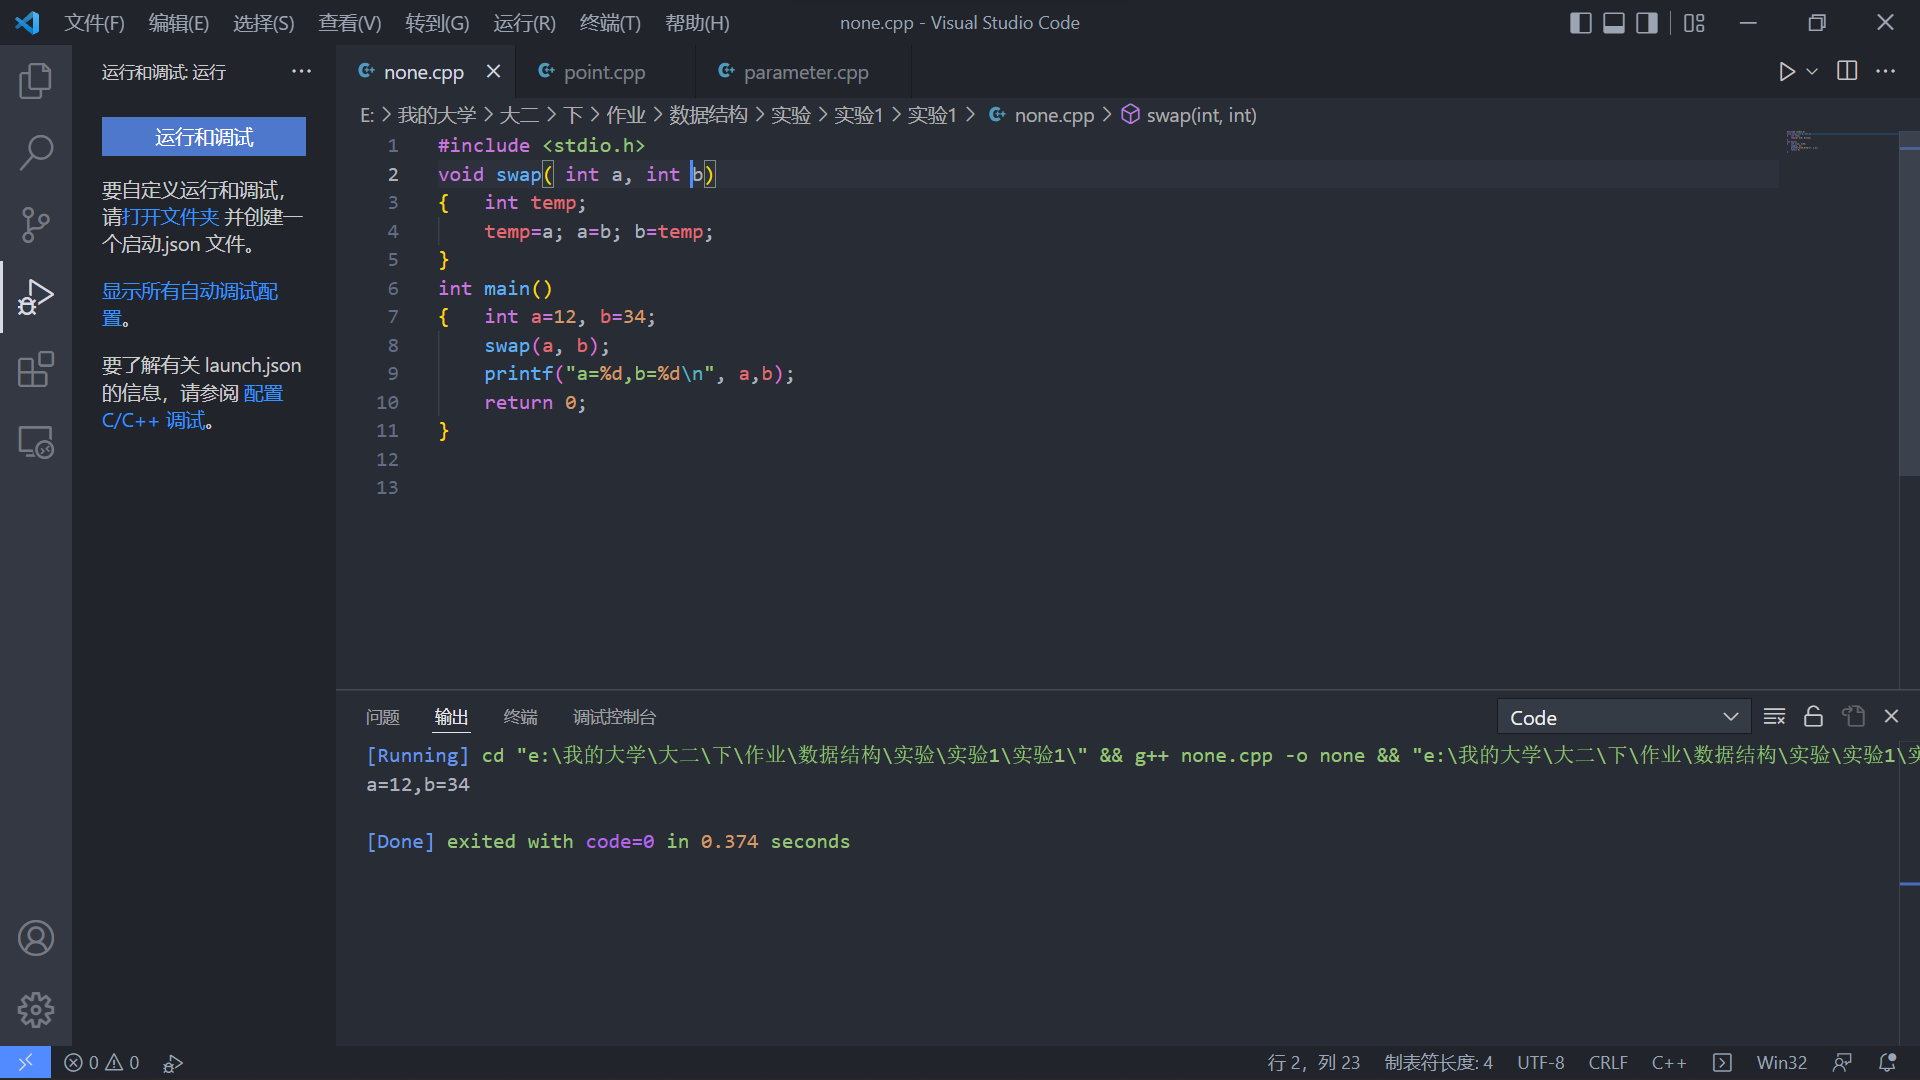 文件(F) 编辑(E) 选择(S) 查看(V) 转到(G) 运行(R) 终端(T) 帮助(H) none.cpp - Visual Studio Code
运行和调试: 运行
none.cpp point.cpp parameter.cpp
运行和调试
要自定义运行和调试,
请打开文件夹 并创建一
个启动.json 文件。
显示所有自动调试配
置。
要了解有关 launch.json
的信息，请参阅 配置
C/C++ 调试。
E: > 我的大学 > 大二 > 下 > 作业 > 数据结构 > 实验 > 实验1 > 实验1 > none.cpp > swap(int, int)
1 #include <stdio.h>
2 void swap( int a, int b)
3 { int temp;
4 temp=a; a=b; b=temp;
5 }
6 int main()
7 { int a=12, b=34;
8 swap(a, b);
9 printf("a=%d,b=%d\n", a,b);
10 return 0;
11 }
12
13
问题 输出 终端 调试控制台 Code
[Running] cd "e:\我的大学\大二\下\作业\数据结构\实验\实验1\实验1\" && g++ none.cpp -o none && "e:\我的大学\大二\下\作业\数据结构\实验\实验1\实
a=12,b=34
[Done] exited with code=0 in 0.374 seconds
0 0 行 2，列 23 制表符长度: 4 UTF-8 CRLF C++ Win32